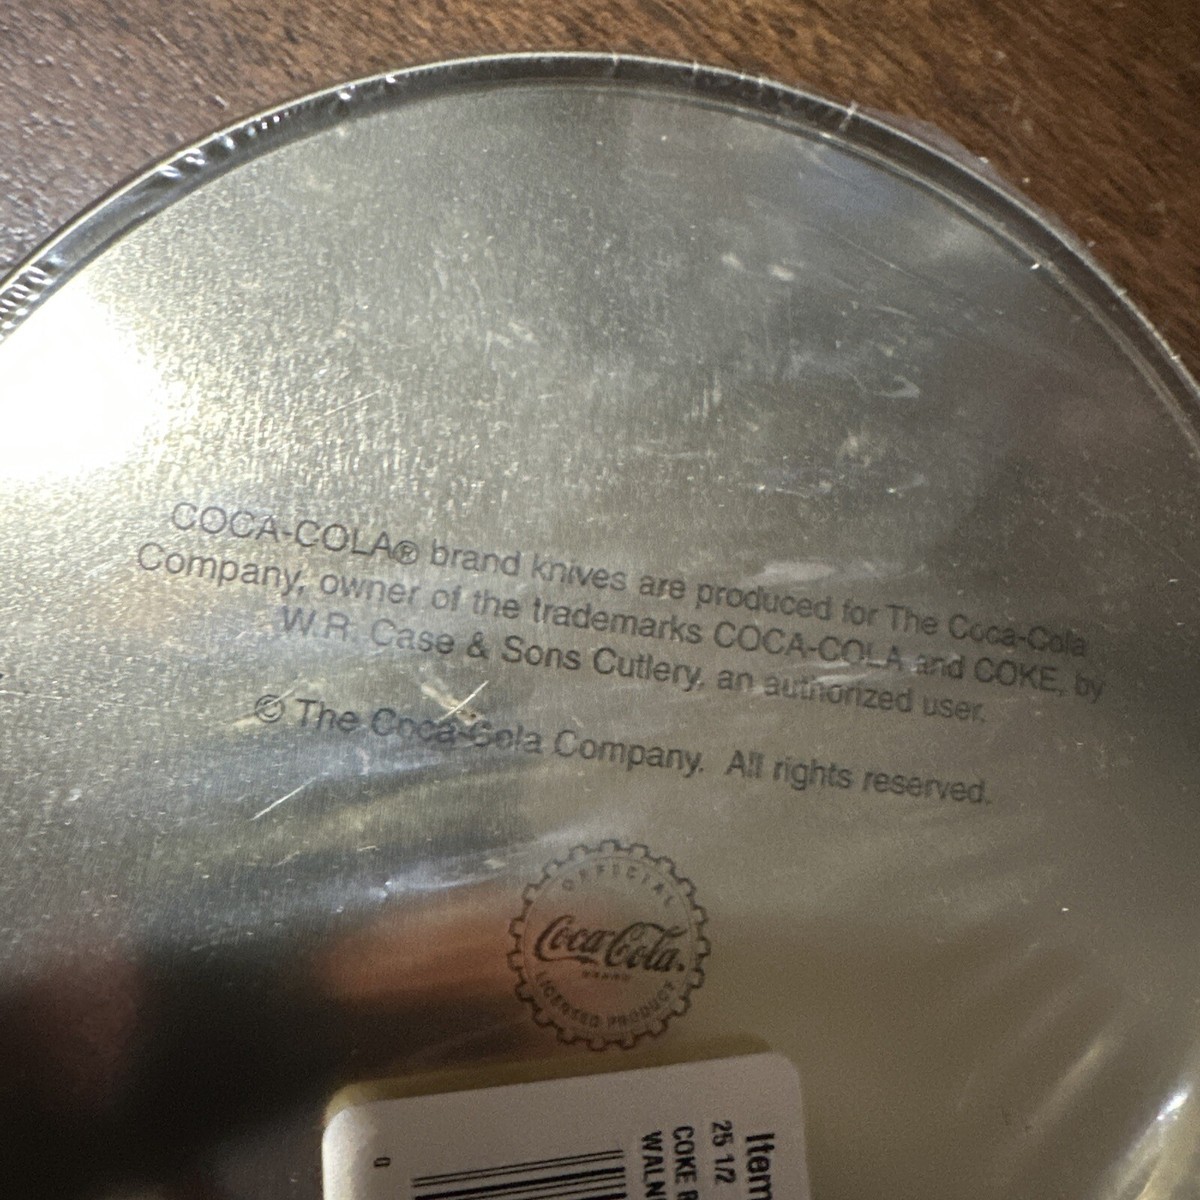 COCA-COLA® brand knives are produced for The Coca-Cola
Company, owner of the trademarks COCA-COLA and COKE, by
W.R. Case & Sons Cutlery, an authorized user.
© The Coca-Cola Company. All rights reserved.
OFFICIAL
Coca-Cola
BRAND
LICENSED PRODUCT
Item
25 1/2
COKE
0